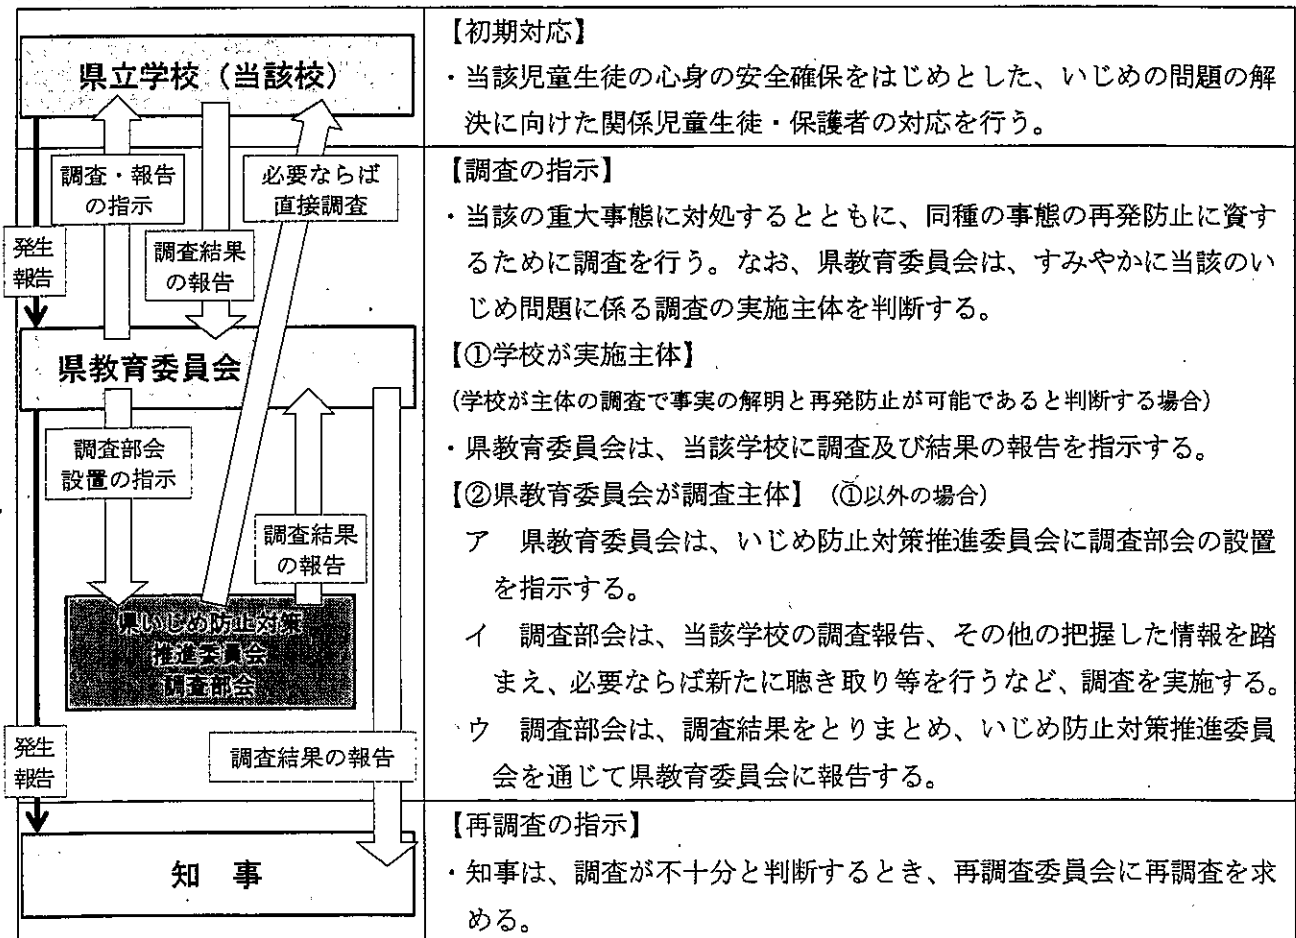 県立学校（当該校）
調査・報告
の指示
必要ならば
直接調査
発生
報告
調査結果
の報告
県教育委員会
調査部会
設置の指示
調査結果
の報告
県いじめ防止対策
推進委員会
調査部会
発生
報告
調査結果の報告
知　事
【初期対応】
・当該児童生徒の心身の安全確保をはじめとした、いじめの問題の解
決に向けた関係児童生徒・保護者の対応を行う。
【調査の指示】
・当該の重大事態に対処するとともに、同種の事態の再発防止に資す
るために調査を行う。なお、県教育委員会は、すみやかに当該のい
じめ問題に係る調査の実施主体を判断する。
【①学校が実施主体】
（学校が主体の調査で事実の解明と再発防止が可能であると判断する場合）
・県教育委員会は、当該学校に調査及び結果の報告を指示する。
【②県教育委員会が調査主体】（①以外の場合）
ア　県教育委員会は、いじめ防止対策推進委員会に調査部会の設置
を指示する。
イ　調査部会は、当該学校の調査報告、その他の把握した情報を踏
まえ、必要ならば新たに聴き取り等を行うなど、調査を実施する。
ウ　調査部会は、調査結果をとりまとめ、いじめ防止対策推進委員
会を通じて県教育委員会に報告する。
【再調査の指示】
・知事は、調査が不十分と判断するとき、再調査委員会に再調査を求
める。